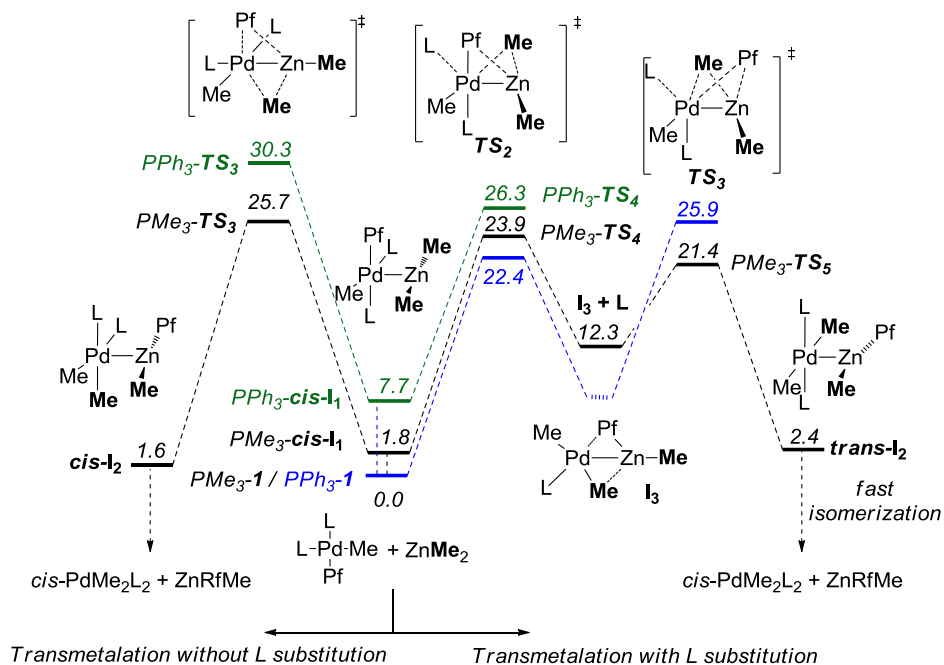 Pf
L
L
Pd
Zn
Me
Me
Me
‡
L
Pf
Me
Pd
Zn
Me
Me
L
TS2
‡
L
Me
Pf
Pd
Zn
Me
Me
L
TS3
‡
PPh3-TS3
30.3
PMe3-TS3
25.7
26.3
PPh3-TS4
23.9
PMe3-TS4
22.4
25.9
21.4
PMe3-TS5
Pf
L
Me
Pd
Zn
Me
Me
L
I3 + L
12.3
L
L
Pf
Pd
Zn
Me
Me
Me
L
Me
Pf
Pd
Zn
Me
Me
L
PPh3-cis-I1
7.7
PMe3-cis-I1
1.8
cis-I2
1.6
PMe3-1 / PPh3-1
0.0
2.4
trans-I2
Me
Pf
Pd
Zn
Me
L
Me
I3
fast
isomerization
L
L-Pd-Me + ZnMe2
Pf
cis-PdMe2L2 + ZnRfMe
cis-PdMe2L2 + ZnRfMe
Transmetalation without L substitution
Transmetalation with L substitution